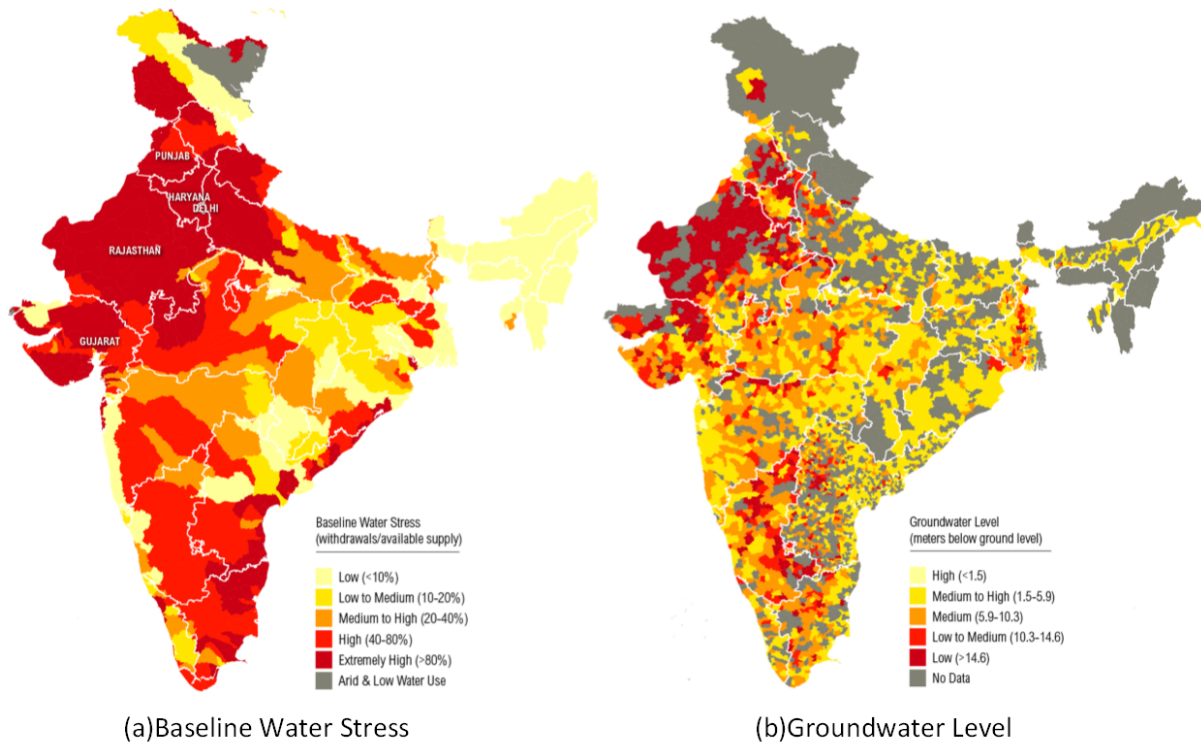 PUNJAB
HARYANA
DELHI
RAJASTHAN
GUJARAT
Baseline Water Stress
(withdrawals/available supply)
Low (<10%)
Low to Medium (10-20%)
Medium to High (20-40%)
High (40-80%)
Extremely High (>80%)
Arid & Low Water Use
(a)Baseline Water Stress
Groundwater Level
(meters below ground level)
High (<1.5)
Medium to High (1.5-5.9)
Medium (5.9-10.3)
Low to Medium (10.3-14.6)
Low (>14.6)
No Data
(b)Groundwater Level